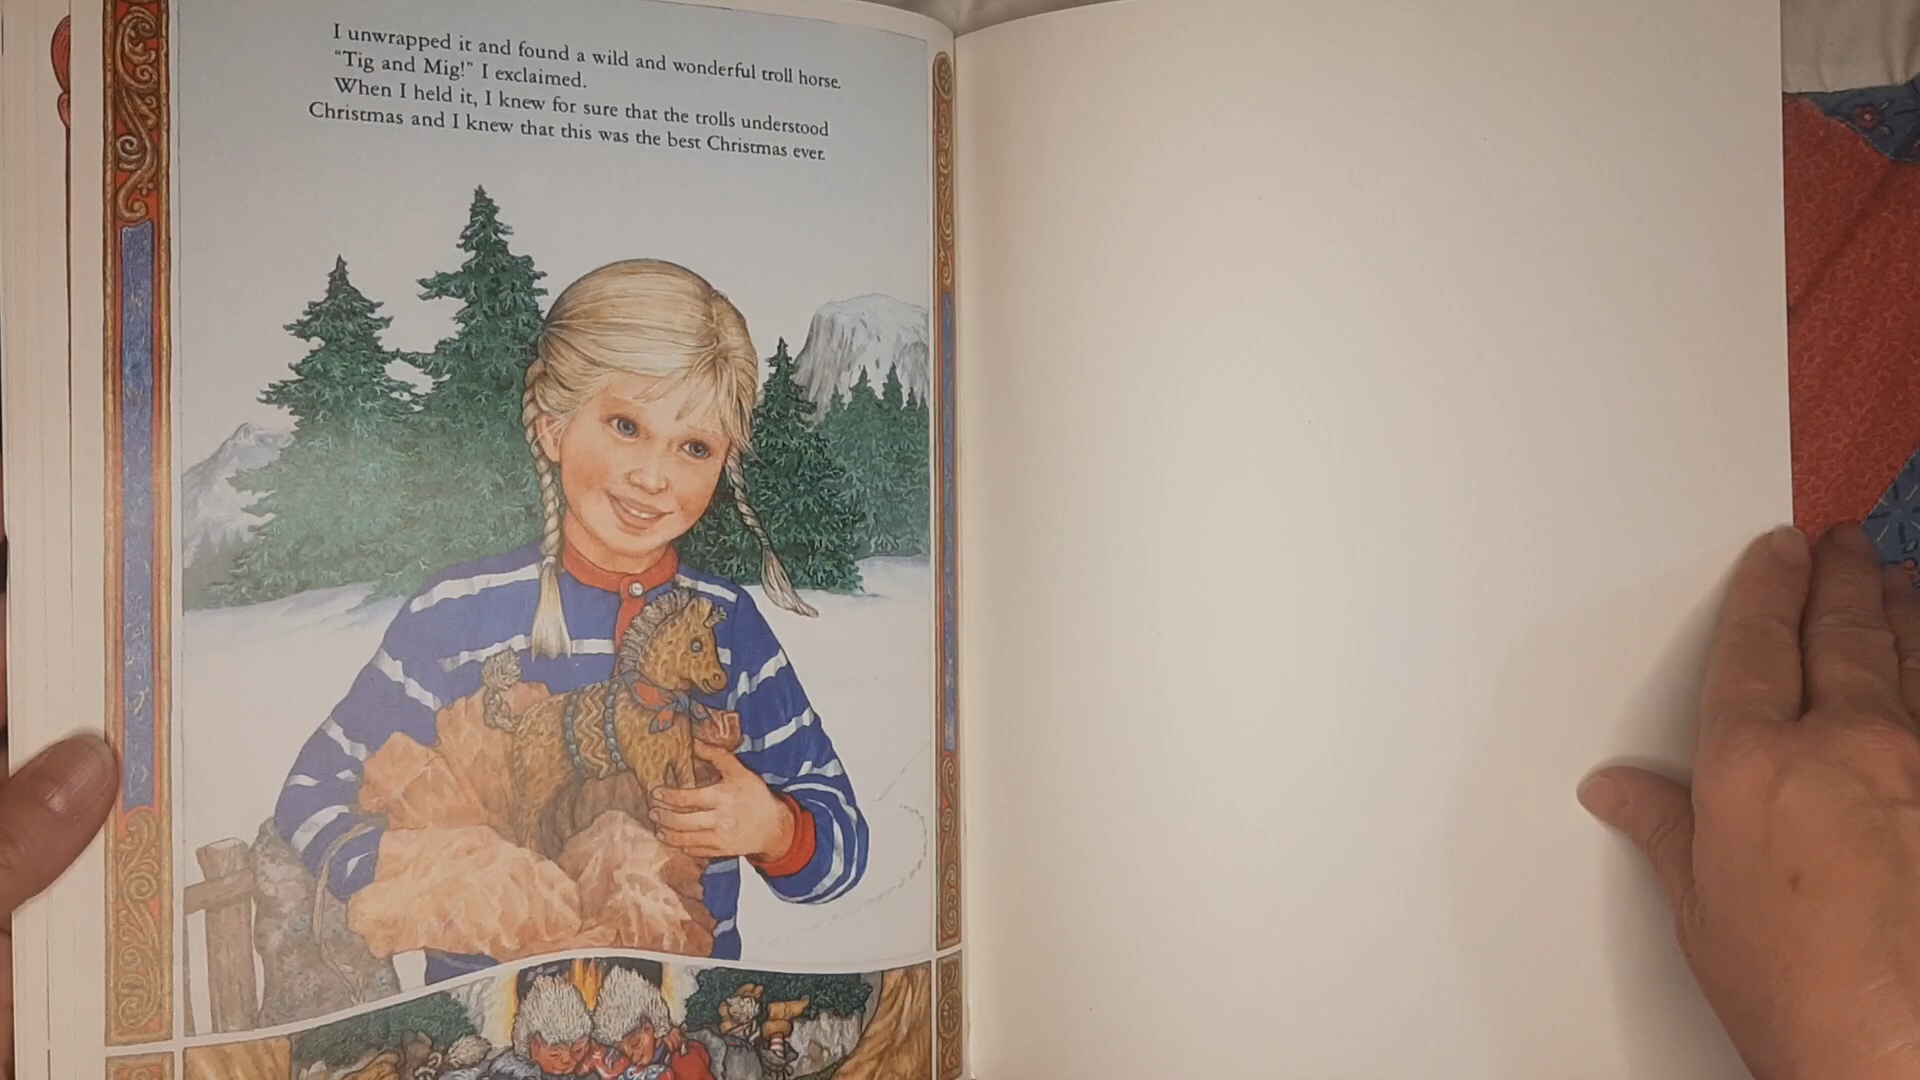 I unwrapped it and found a wild and wonderful troll horse.
"Tig and Mig!" I exclaimed.
When I held it, I knew for sure that the trolls understood
Christmas and I knew that this was the best Christmas ever.